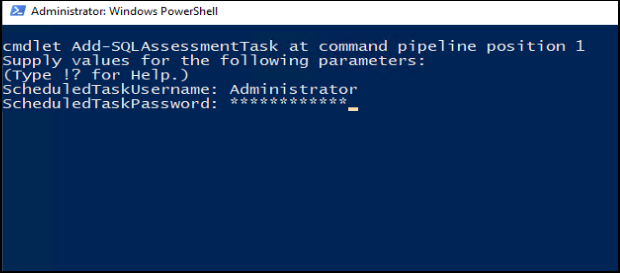 Administrator: Windows PowerShell
cmdlet Add-SQLAssessmentTask at command pipeline position 1
Supply values for the following parameters:
(Type !? for Help.)
ScheduledTaskUsername: Administrator
ScheduledTaskPassword: ************